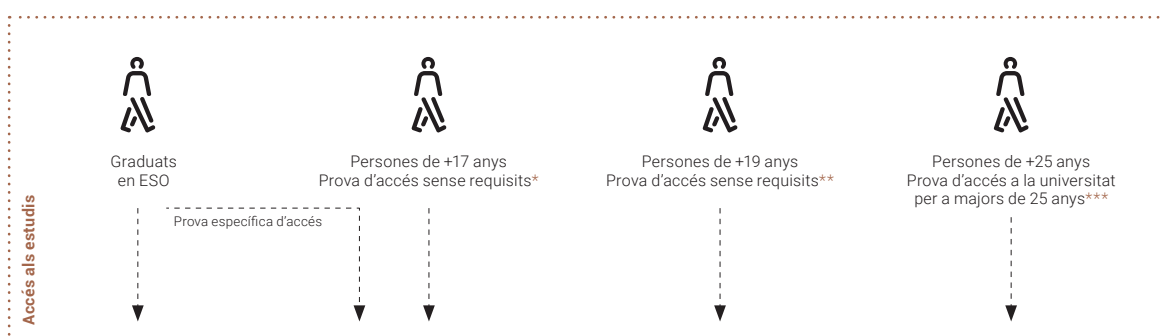 Graduats
en ESO
Persones de +17 anys
Prova d’accés sense requisits*
Persones de +19 anys
Prova d’accés sense requisits**
Persones de +25 anys
Prova d’accés a la universitat
per a majors de 25 anys***
Prova específica d’accés
Accés als estudis